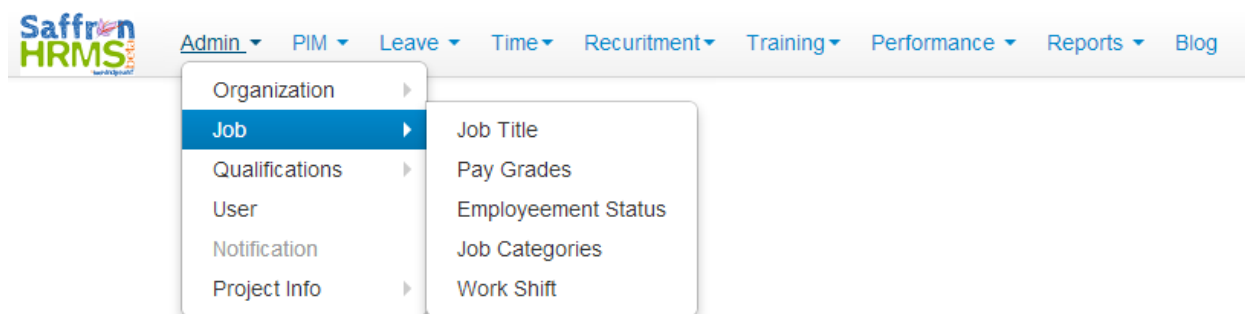 Saffron
HRMS
beta
Admin PIM Leave Time Recuritment Training Performance Reports Blog
Organization
Job
Qualifications
User
Notification
Project Info
Job Title
Pay Grades
Employeement Status
Job Categories
Work Shift